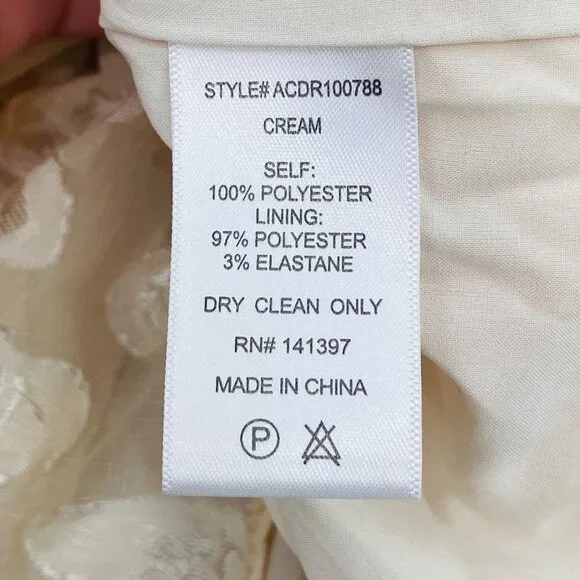 STYLE# ACDR100788
CREAM
SELF:
100% POLYESTER
LINING:
97% POLYESTER
3% ELASTANE
DRY CLEAN ONLY
RN# 141397
MADE IN CHINA
P